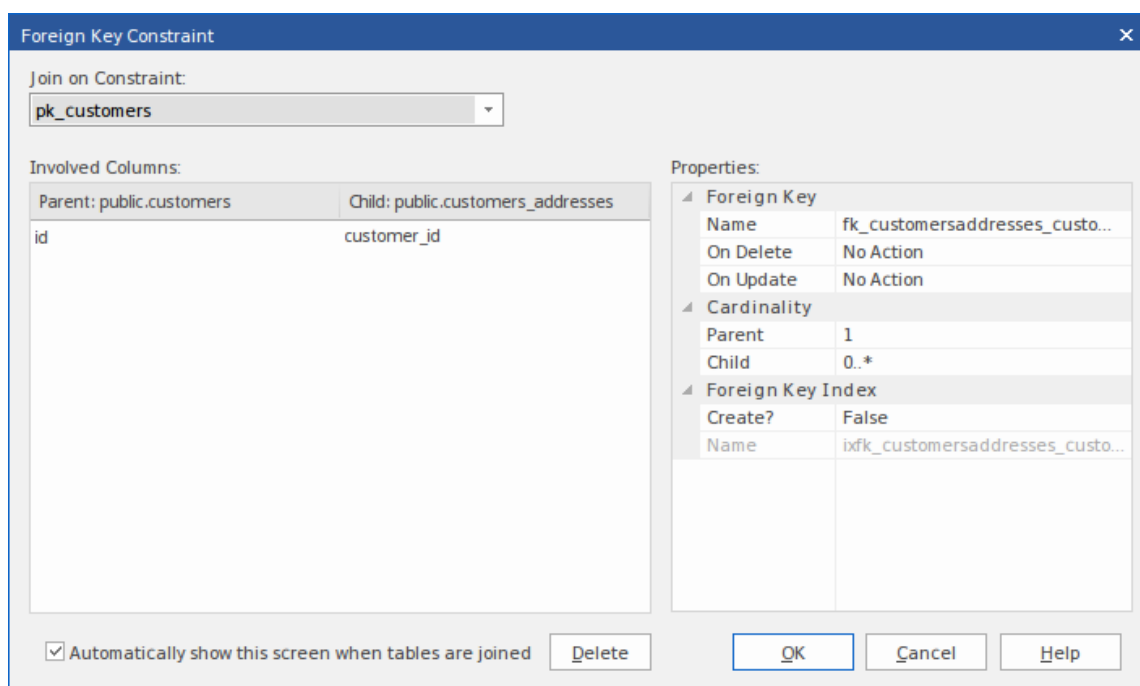 Foreign Key Constraint
Join on Constraint:
pk_customers
Involved Columns:
Parent: public.customers Child: public.customers_addresses
id customer_id
Properties:
Foreign Key
Name fk_customersaddresses_custo...
On Delete No Action
On Update No Action
Cardinality
Parent 1
Child 0..*
Foreign Key Index
Create? False
Name ixfk_customersaddresses_custo...
Automatically show this screen when tables are joined
Delete
OK
Cancel
Help